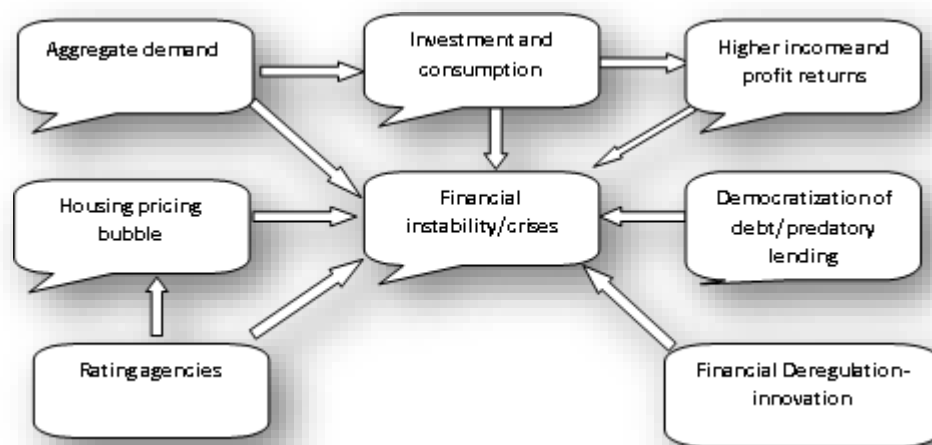 Aggregate demand
Investment and
consumption
Higher income and
profit returns
Housing pricing
bubble
Financial
instability/crises
Democratization of
debt/predatory
lending
Rating agencies
Financial Deregulation-
innovation